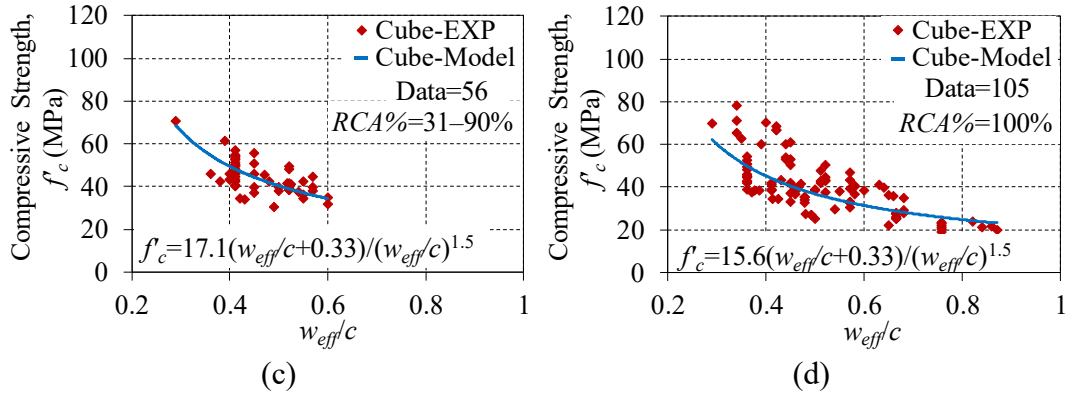 Compressive Strength,
f'c (MPa)
120
100
80
60
40
20
0
Cube-EXP
Cube-Model
Data=56
RCA%=31–90%
f'c=17.1(weff/c+0.33)/(weff/c)1.5
0.2 0.4 0.6 0.8 1
weff/c
(c)
Compressive Strength,
f'c (MPa)
120
100
80
60
40
20
0
Cube-EXP
Cube-Model
Data=105
RCA%=100%
f'c=15.6(weff/c+0.33)/(weff/c)1.5
0.2 0.4 0.6 0.8 1
weff/c
(d)